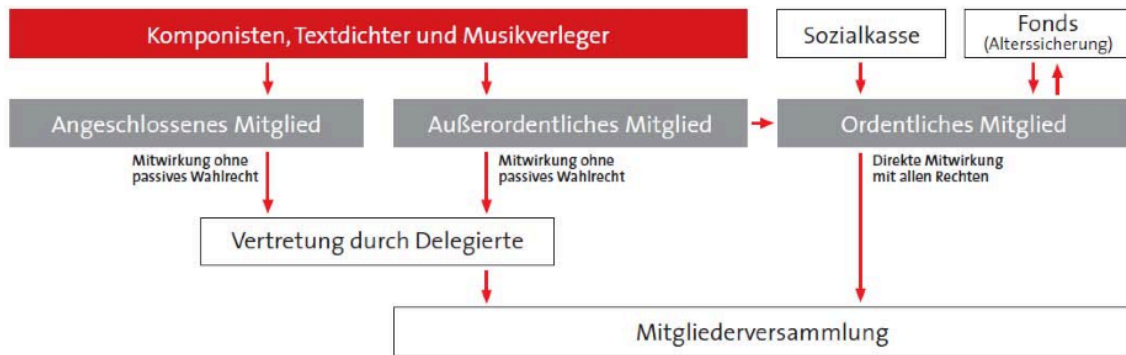 Komponisten, Textdichter und Musikverleger
Sozialkasse
Fonds
(Alterssicherung)
Angeschlossenes Mitglied
Außerordentliches Mitglied
Ordentliches Mitglied
Mitwirkung ohne
passives Wahlrecht
Mitwirkung ohne
passives Wahlrecht
Direkte Mitwirkung
mit allen Rechten
Vertretung durch Delegierte
Mitgliederversammlung